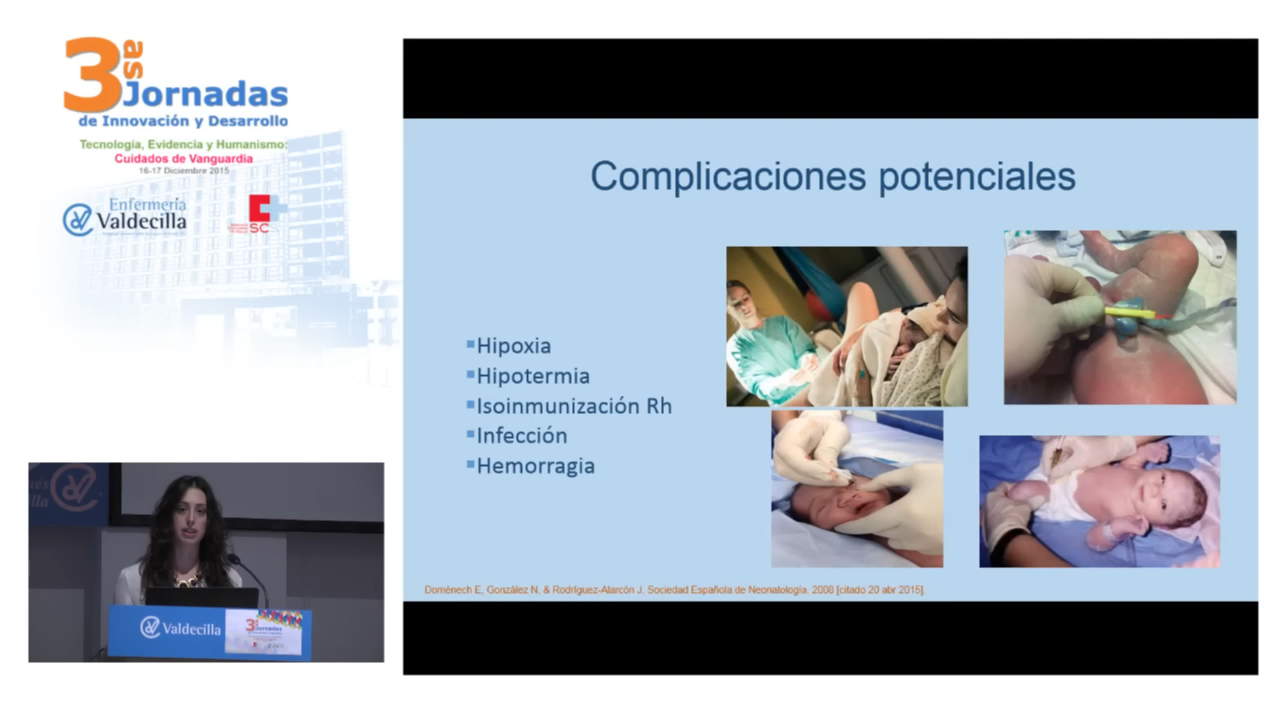 3as Jornadas
de Innovación y Desarrollo
Tecnología, Evidencia y Humanismo:
Cuidados de Vanguardia
16-17 Diciembre 2015
Enfermería
Valdecilla
SC
Complicaciones potenciales
Hipoxia
Hipotermia
Isoinmunización Rh
Infección
Hemorragia
Doménech E, González N, & Rodríguez-Alarcón J. Sociedad Española de Neonatología. 2008 [citado 20 abr 2015].
Valdecilla
3as Jornadas